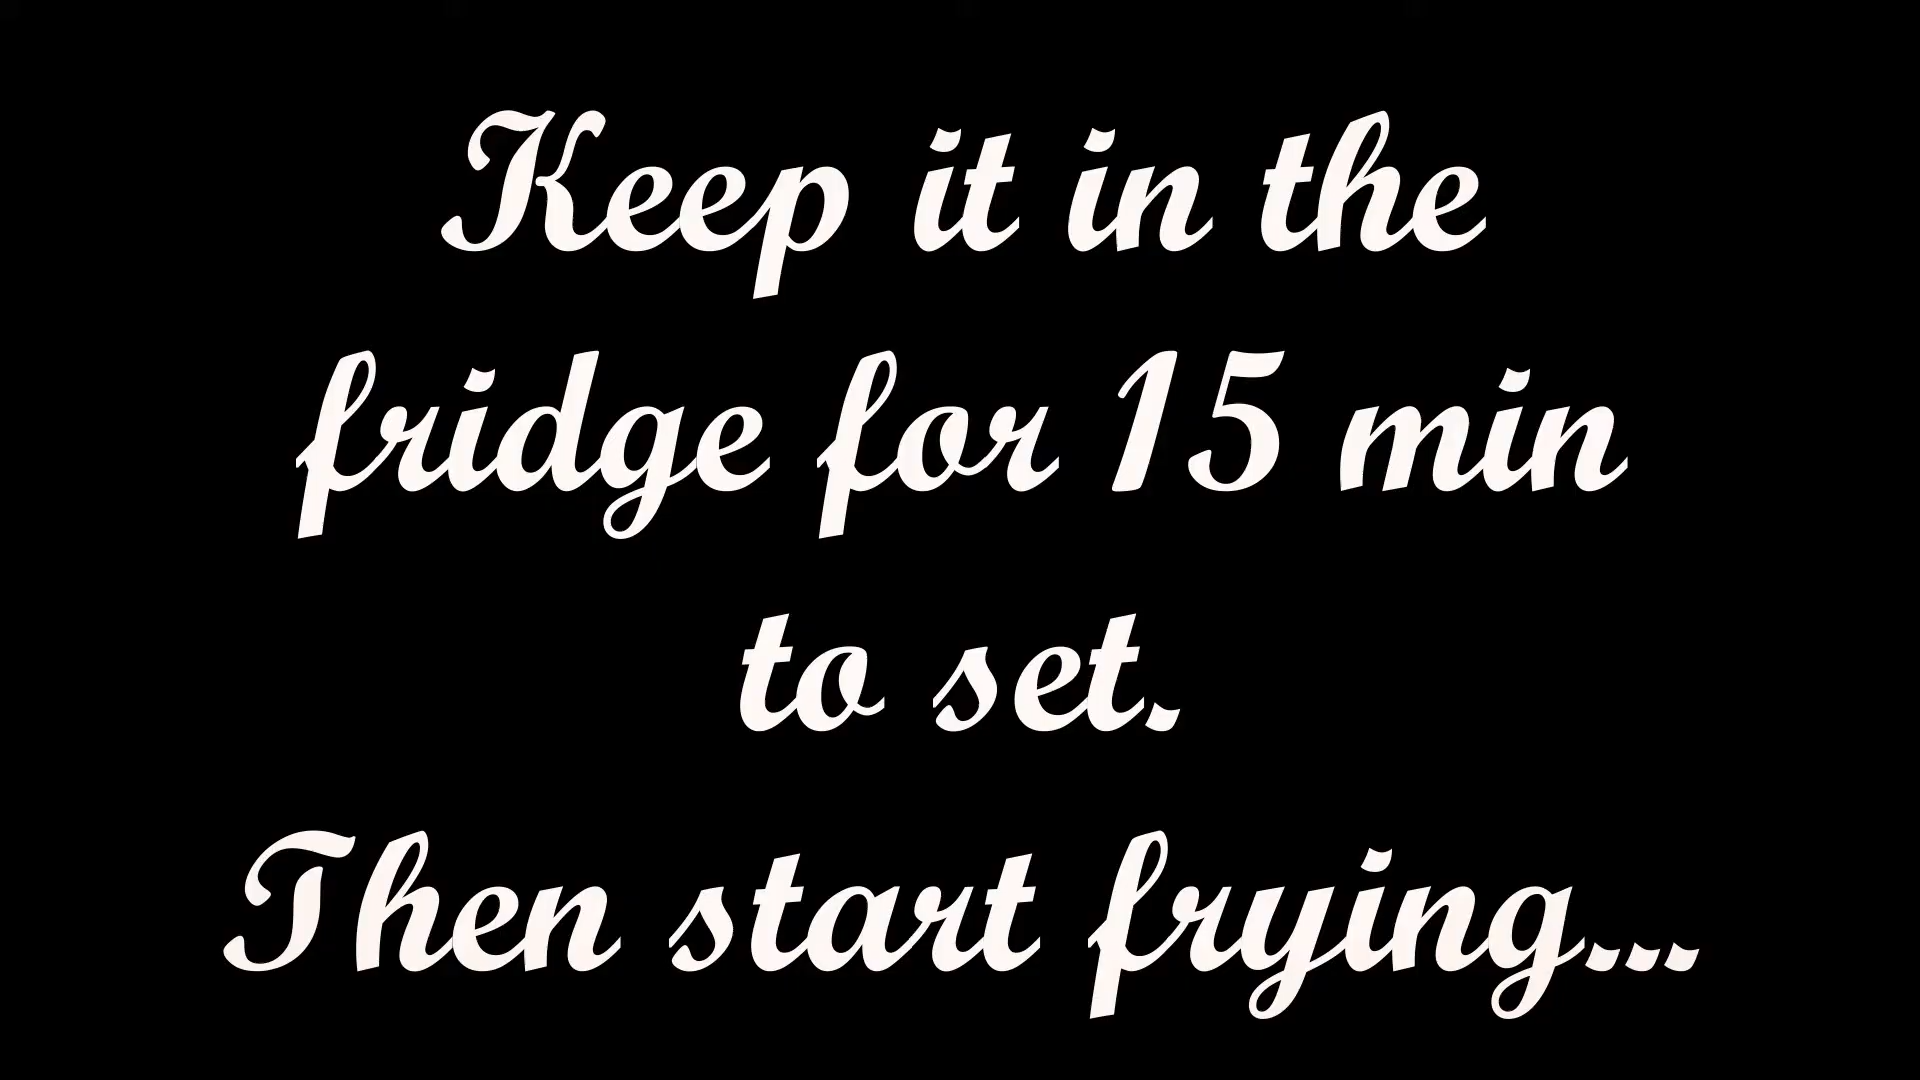 Keep it in the
fridge for 15 min
to set.
Then start frying...